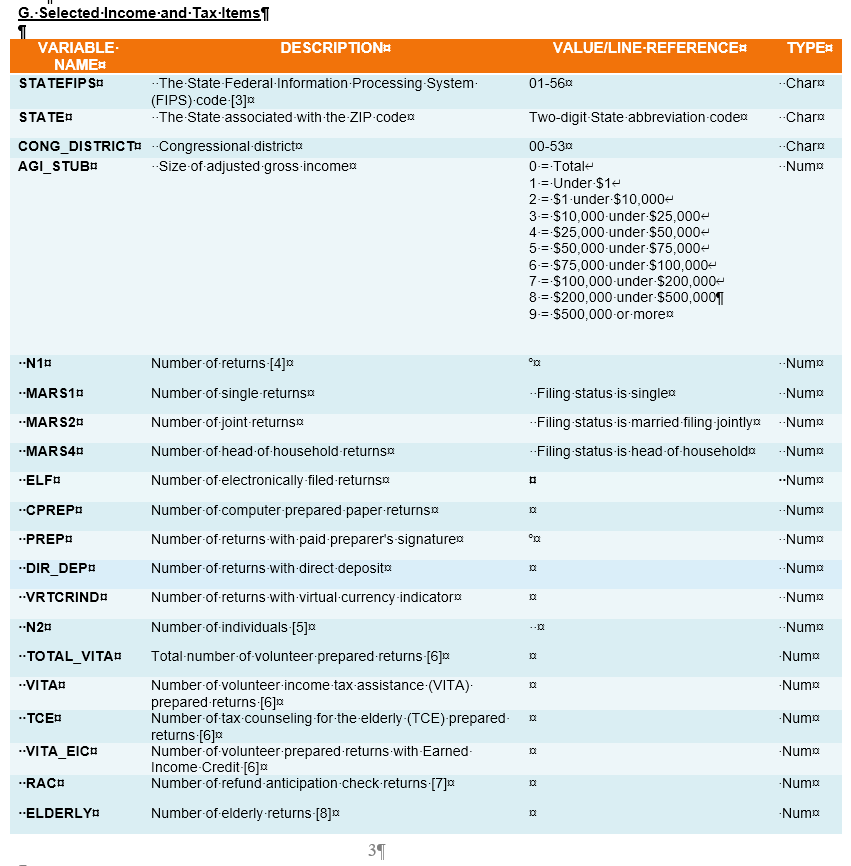 G. Selected Income and Tax Items¶
¶
VARIABLE NAME¤ DESCRIPTION¤ VALUE/LINE REFERENCE¤ TYPE¤
STATEFIPS¤ ··The State Federal Information Processing System (FIPS) code [3]¤ 01-56¤ ··Char¤
STATE¤ ··The State associated with the ZIP code¤ Two-digit State abbreviation code¤ ··Char¤
CONG_DISTRICT¤ ··Congressional district¤ 00-53¤ ··Char¤
AGI_STUB¤ ··Size of adjusted gross income¤ 0 = Total↵ ··Num¤
1 = Under $1↵
2 = $1 under $10,000↵
3 = $10,000 under $25,000↵
4 = $25,000 under $50,000↵
5 = $50,000 under $75,000↵
6 = $75,000 under $100,000↵
7 = $100,000 under $200,000↵
8 = $200,000 under $500,000¶
9 = $500,000 or more¤
··N1¤ Number of returns [4]¤ °¤ ··Num¤
··MARS1¤ Number of single returns¤ ··Filing status is single¤ ··Num¤
··MARS2¤ Number of joint returns¤ ··Filing status is married filing jointly¤ ··Num¤
··MARS4¤ Number of head of household returns¤ ··Filing status is head of household¤ ··Num¤
··ELF¤ Number of electronically filed returns¤ ¤ ··Num¤
··CPREP¤ Number of computer prepared paper returns¤ ¤ ··Num¤
··PREP¤ Number of returns with paid preparer's signature¤ °¤ ··Num¤
··DIR_DEP¤ Number of returns with direct deposit¤ ¤ ··Num¤
··VRTCRIND¤ Number of returns with virtual currency indicator¤ ¤ ··Num¤
··N2¤ Number of individuals [5]¤ ··¤ ··Num¤
··TOTAL_VITA¤ Total number of volunteer prepared returns [6]¤ ¤ ·Num¤
··VITA¤ Number of volunteer income tax assistance (VITA) prepared returns [6]¤ ¤ ·Num¤
··TCE¤ Number of tax counseling for the elderly (TCE) prepared returns [6]¤ ¤ ·Num¤
··VITA_EIC¤ Number of volunteer prepared returns with Earned Income Credit [6]¤ ¤ ·Num¤
··RAC¤ Number of refund anticipation check returns [7]¤ ¤ ·Num¤
··ELDERLY¤ Number of elderly returns [8]¤ ¤ ·Num¤
3¶